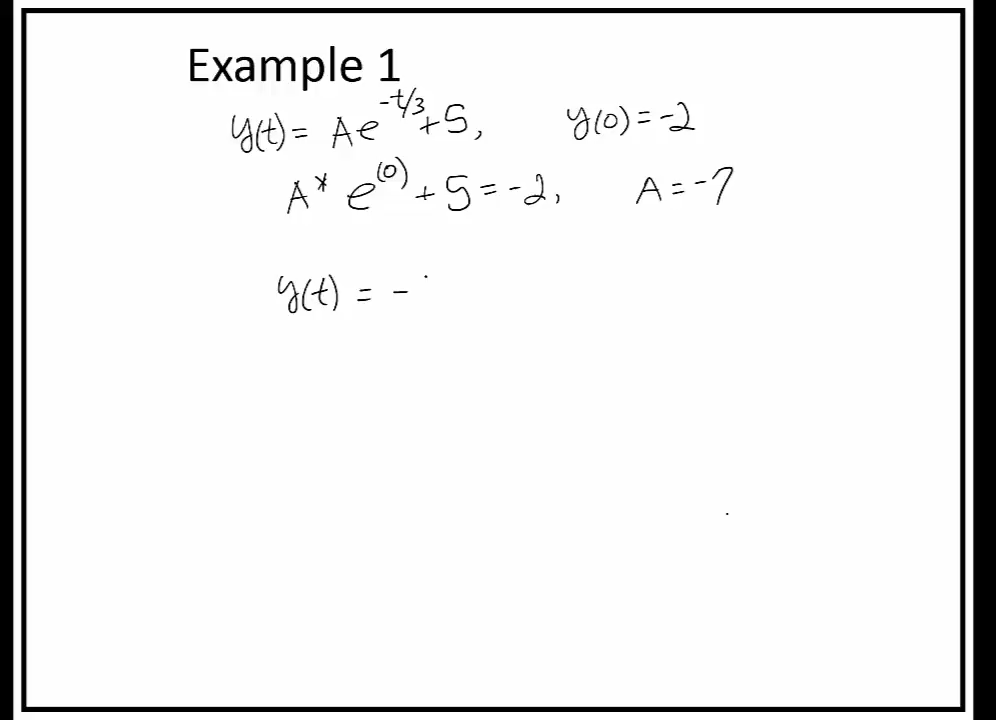 Example 1
y(t) = Ae^{-t/3} + 5, y(0) = -2
A* e^{(0)} + 5 = -2, A = -7
y(t) = -